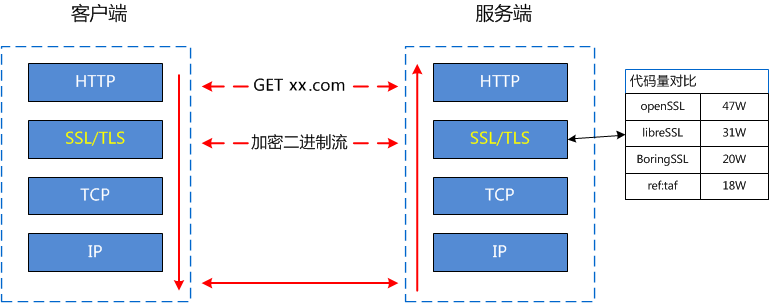 客户端
服务端
HTTP
GET xx.com
HTTP
SSL/TLS
加密二进制流
SSL/TLS
TCP
TCP
IP
IP
代码量对比
openSSL 47W
libreSSL 31W
BoringSSL 20W
ref:taf 18W